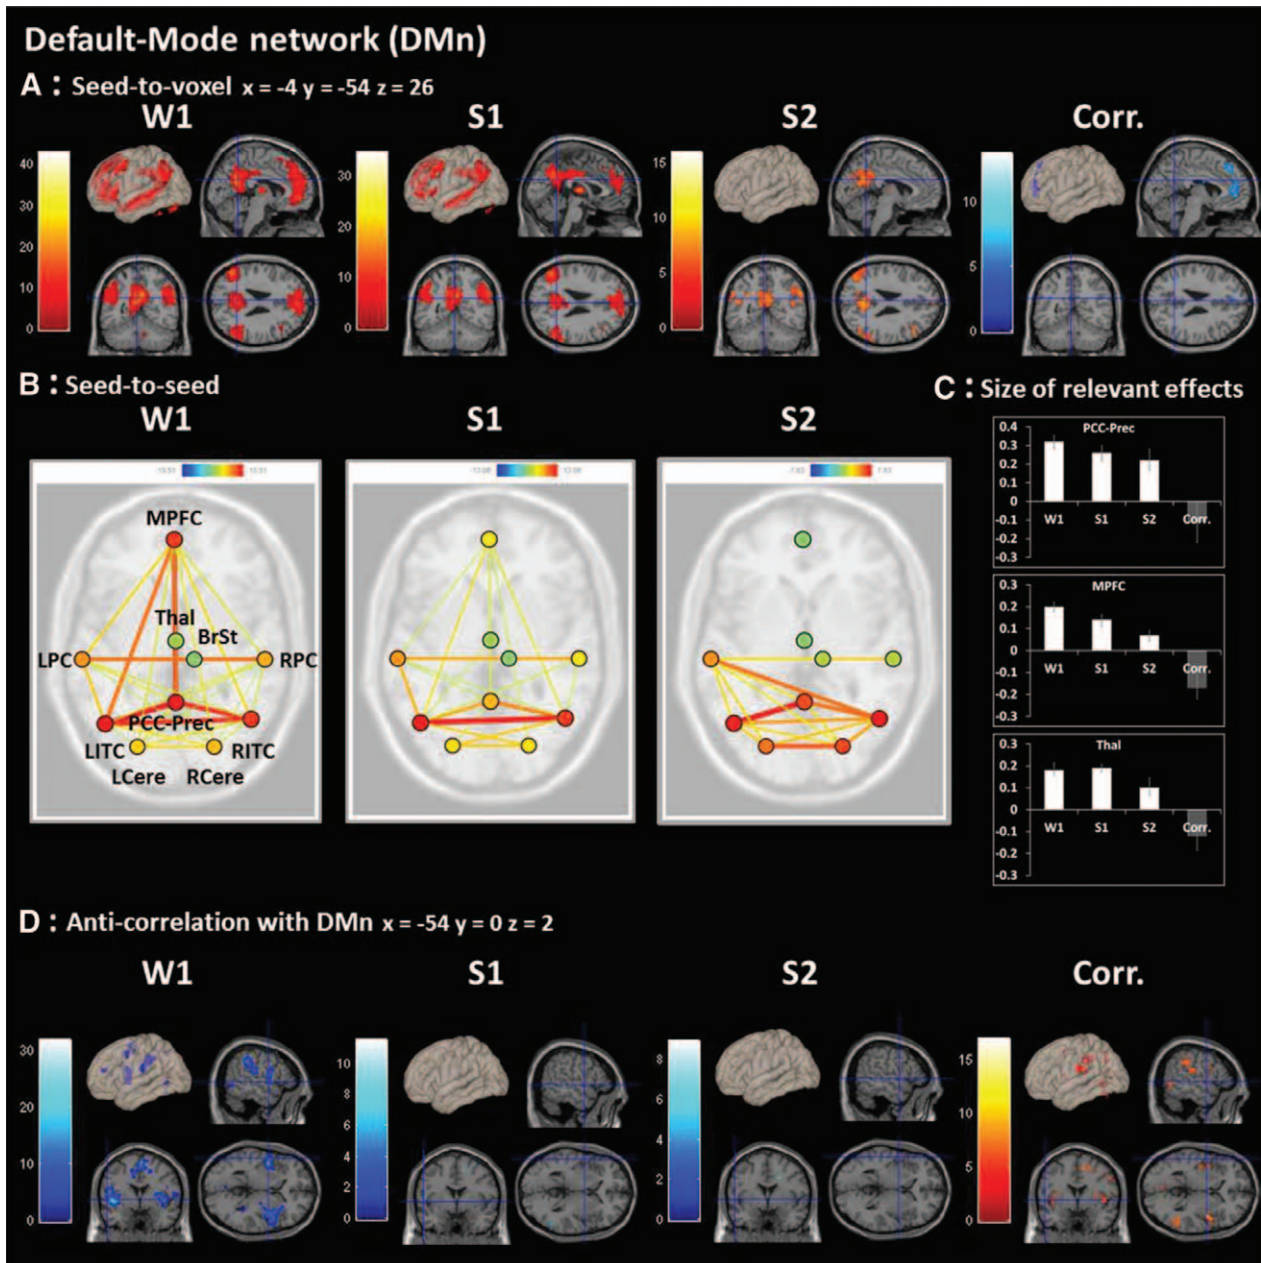 Default-Mode network (DMn)
A : Seed-to-voxel x = -4 y = -54 z = 26
W1 S1 S2 Corr.
40 30 20 10 0
30 20 10 0
15 10 5 0
10 5 0
B : Seed-to-seed
W1 S1 S2
MPFC
Thal
BrSt
LPC RPC
PCC-Prec
LITC RITC
LCere RCere
C : Size of relevant effects
PCC-Prec
0.4
0.3
0.2
0.1
0
-0.1
-0.2
-0.3
W1 S1 S2 Corr.
MPFC
0.3
0.2
0.1
0
-0.1
-0.2
-0.3
W1 S1 S2 Corr.
Thal
0.3
0.2
0.1
0
-0.1
-0.2
-0.3
W1 S1 S2 Corr.
D : Anti-correlation with DMn x = -54 y = 0 z = 2
W1 S1 S2 Corr.
30 20 10 0
10 8 6 4 2 0
8 6 4 2 0
15 10 5 0